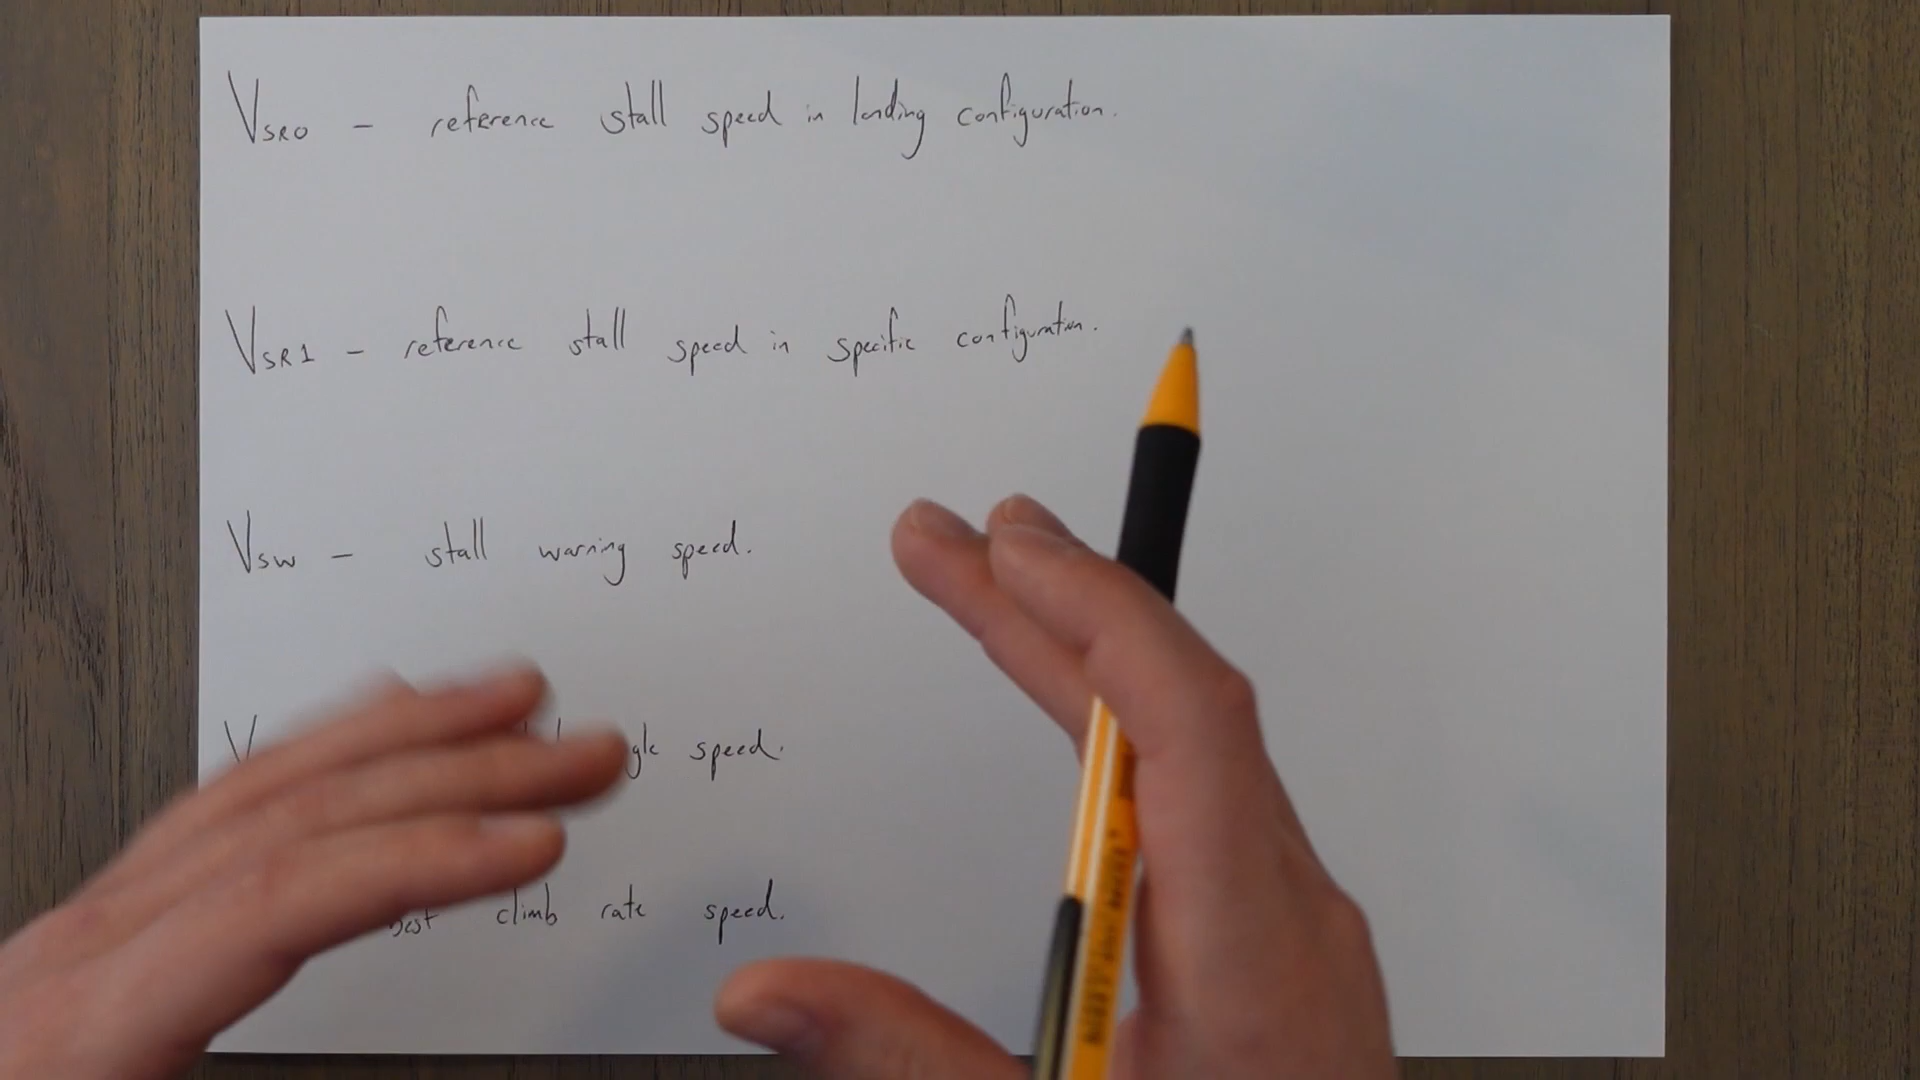 VSR0 - reference stall speed in landing configuration.
VSR1 - reference stall speed in specific configuration.
VSW - stall warning speed.
V speed.
best climb rate speed.